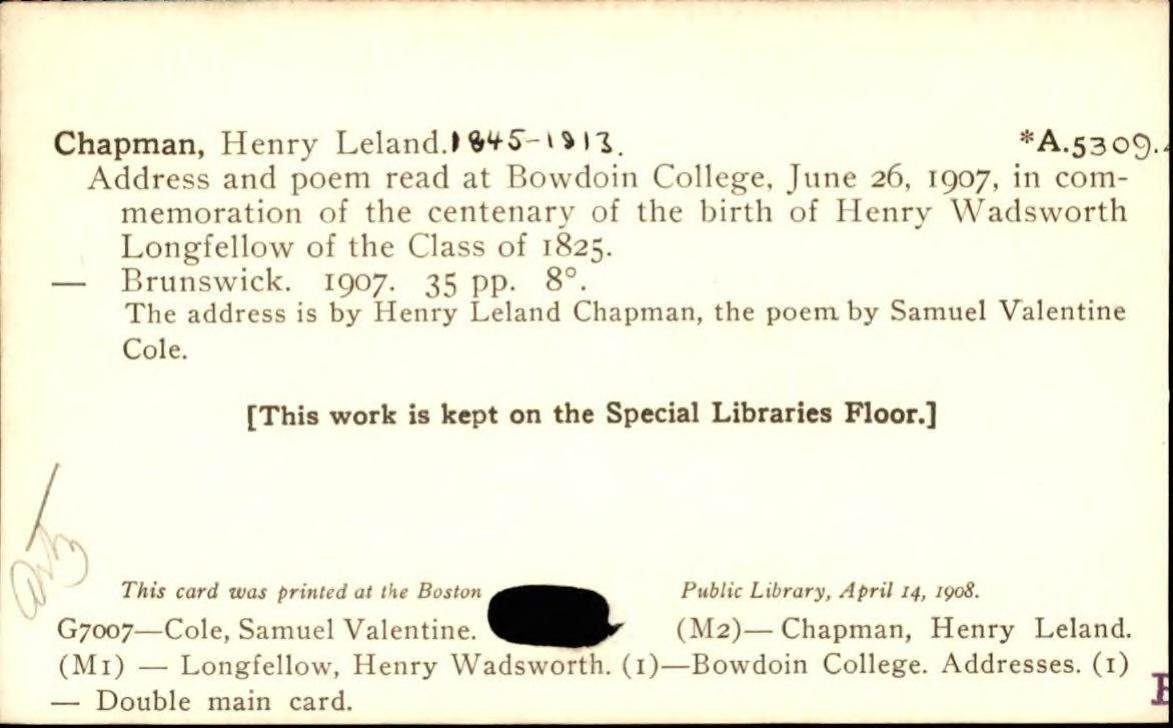 Chapman, Henry Leland. 1845-1913. *A.5309.
Address and poem read at Bowdoin College, June 26, 1907, in com-
memoration of the centenary of the birth of Henry Wadsworth
Longfellow of the Class of 1825.
— Brunswick. 1907. 35 pp. 8°.
The address is by Henry Leland Chapman, the poem by Samuel Valentine
Cole.
[This work is kept on the Special Libraries Floor.]
This card was printed at the Boston Public Library, April 14, 1908.
G7007—Cole, Samuel Valentine. (M2)— Chapman, Henry Leland.
(M1) — Longfellow, Henry Wadsworth. (1)—Bowdoin College. Addresses. (1)
— Double main card.